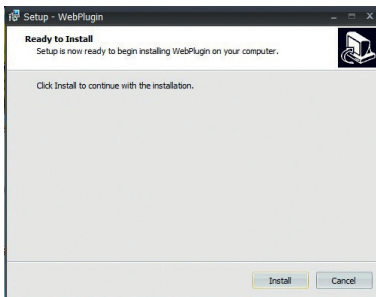 Setup - WebPlugin
Ready to Install
Setup is now ready to begin installing WebPlugin on your computer.
Click Install to continue with the installation.
Install Cancel